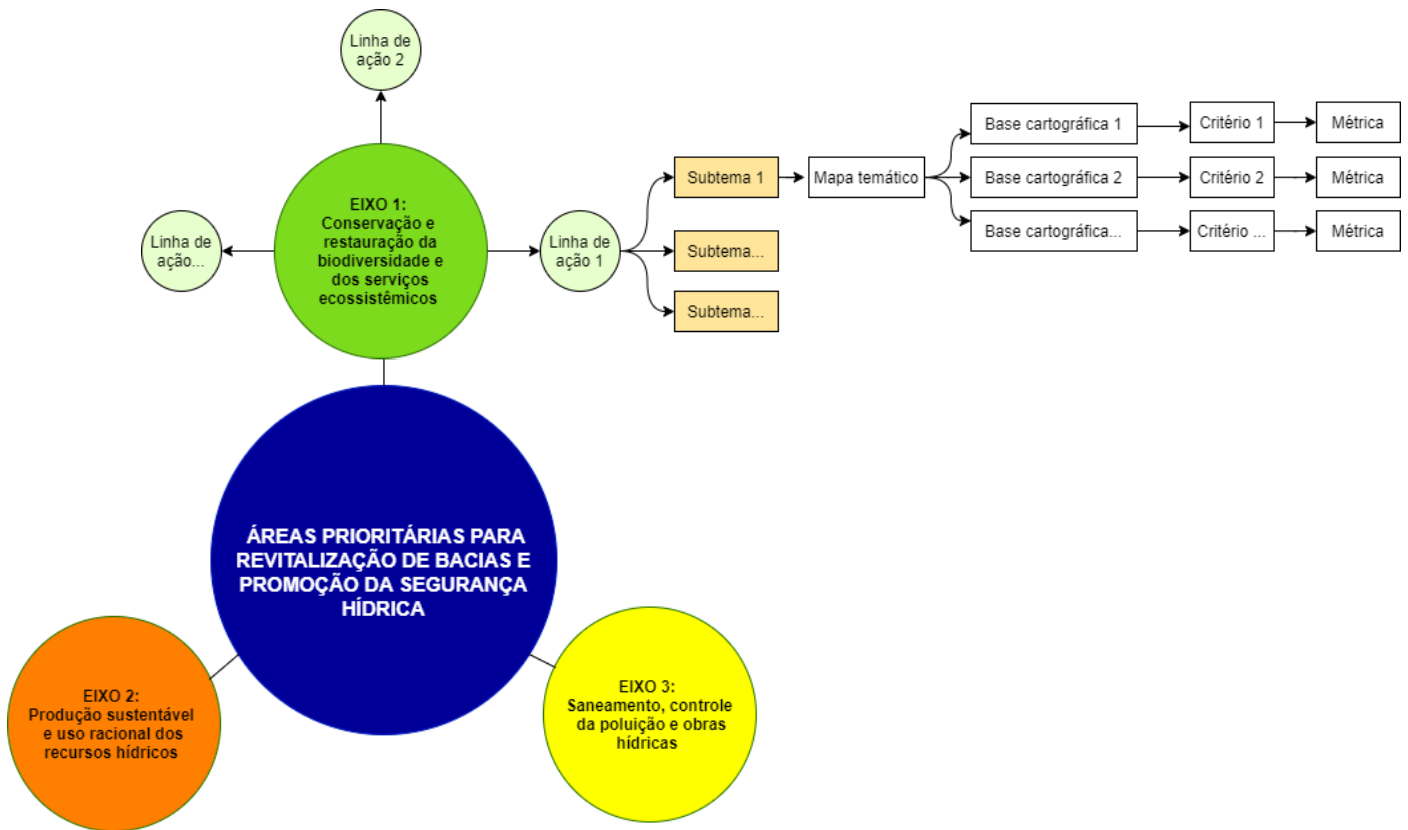 Linha de
ação 2
EIXO 1:
Conservação e
restauração da
biodiversidade e
dos serviços
ecossistêmicos
Linha de
ação...
Linha de
ação 1
Subtema 1
Subtema...
Subtema...
Mapa temático
Base cartográfica 1
Critério 1
Métrica
Base cartográfica 2
Critério 2
Métrica
Base cartográfica...
Critério ...
Métrica
ÁREAS PRIORITÁRIAS PARA
REVITALIZAÇÃO DE BACIAS E
PROMOÇÃO DA SEGURANÇA
HÍDRICA
EIXO 2:
Produção sustentável
e uso racional dos
recursos hídricos
EIXO 3:
Saneamento, controle
da poluição e obras
hídricas